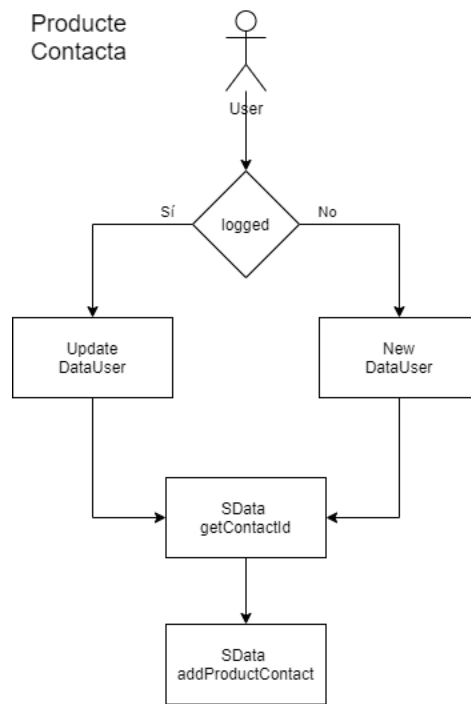 Producte
Contacta
User
Sí
logged
No
Update
DataUser
New
DataUser
SData
getContactId
SData
addProductContact